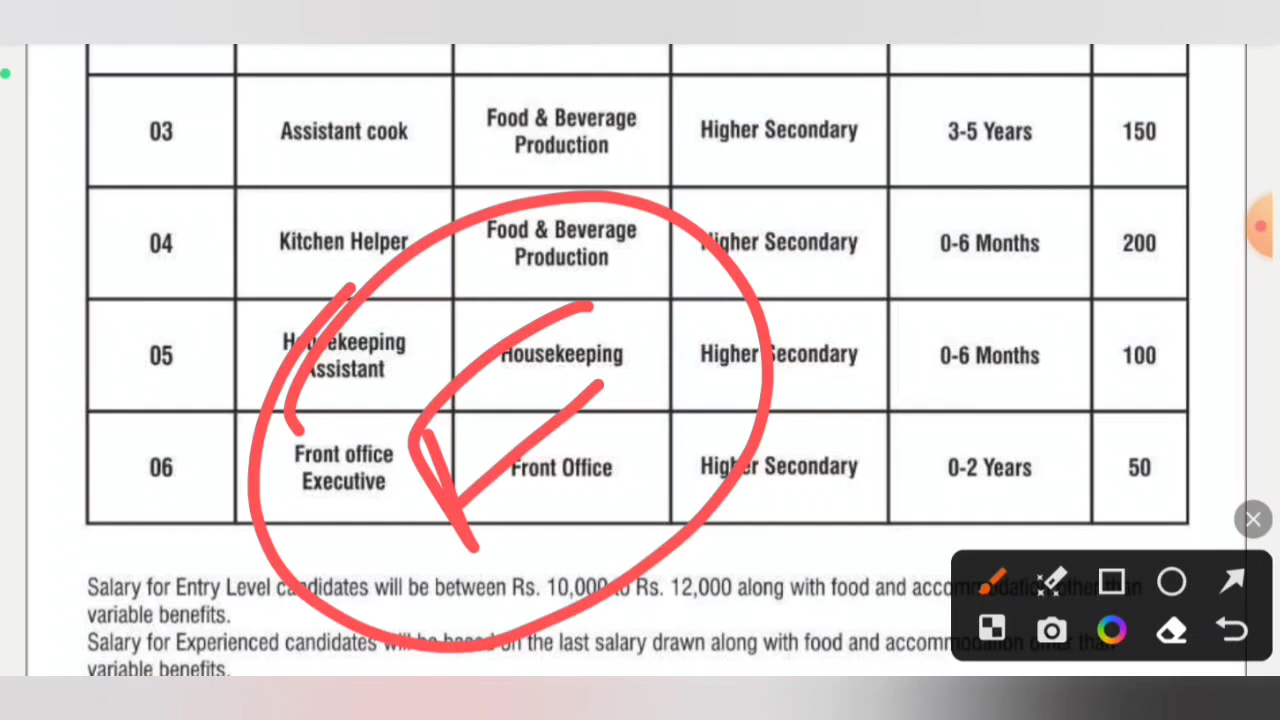 03 Assistant cook Food & Beverage Production Higher Secondary 3-5 Years 150
04 Kitchen Helper Food & Beverage Production Higher Secondary 0-6 Months 200
05 Housekeeping Assistant Housekeeping Higher Secondary 0-6 Months 100
06 Front office Executive Front Office Higher Secondary 0-2 Years 50
Salary for Entry Level candidates will be between Rs. 10,000 to Rs. 12,000 along with food and accommodation other than
variable benefits.
Salary for Experienced candidates will be based on the last salary drawn along with food and accommodation other than
variable benefits.